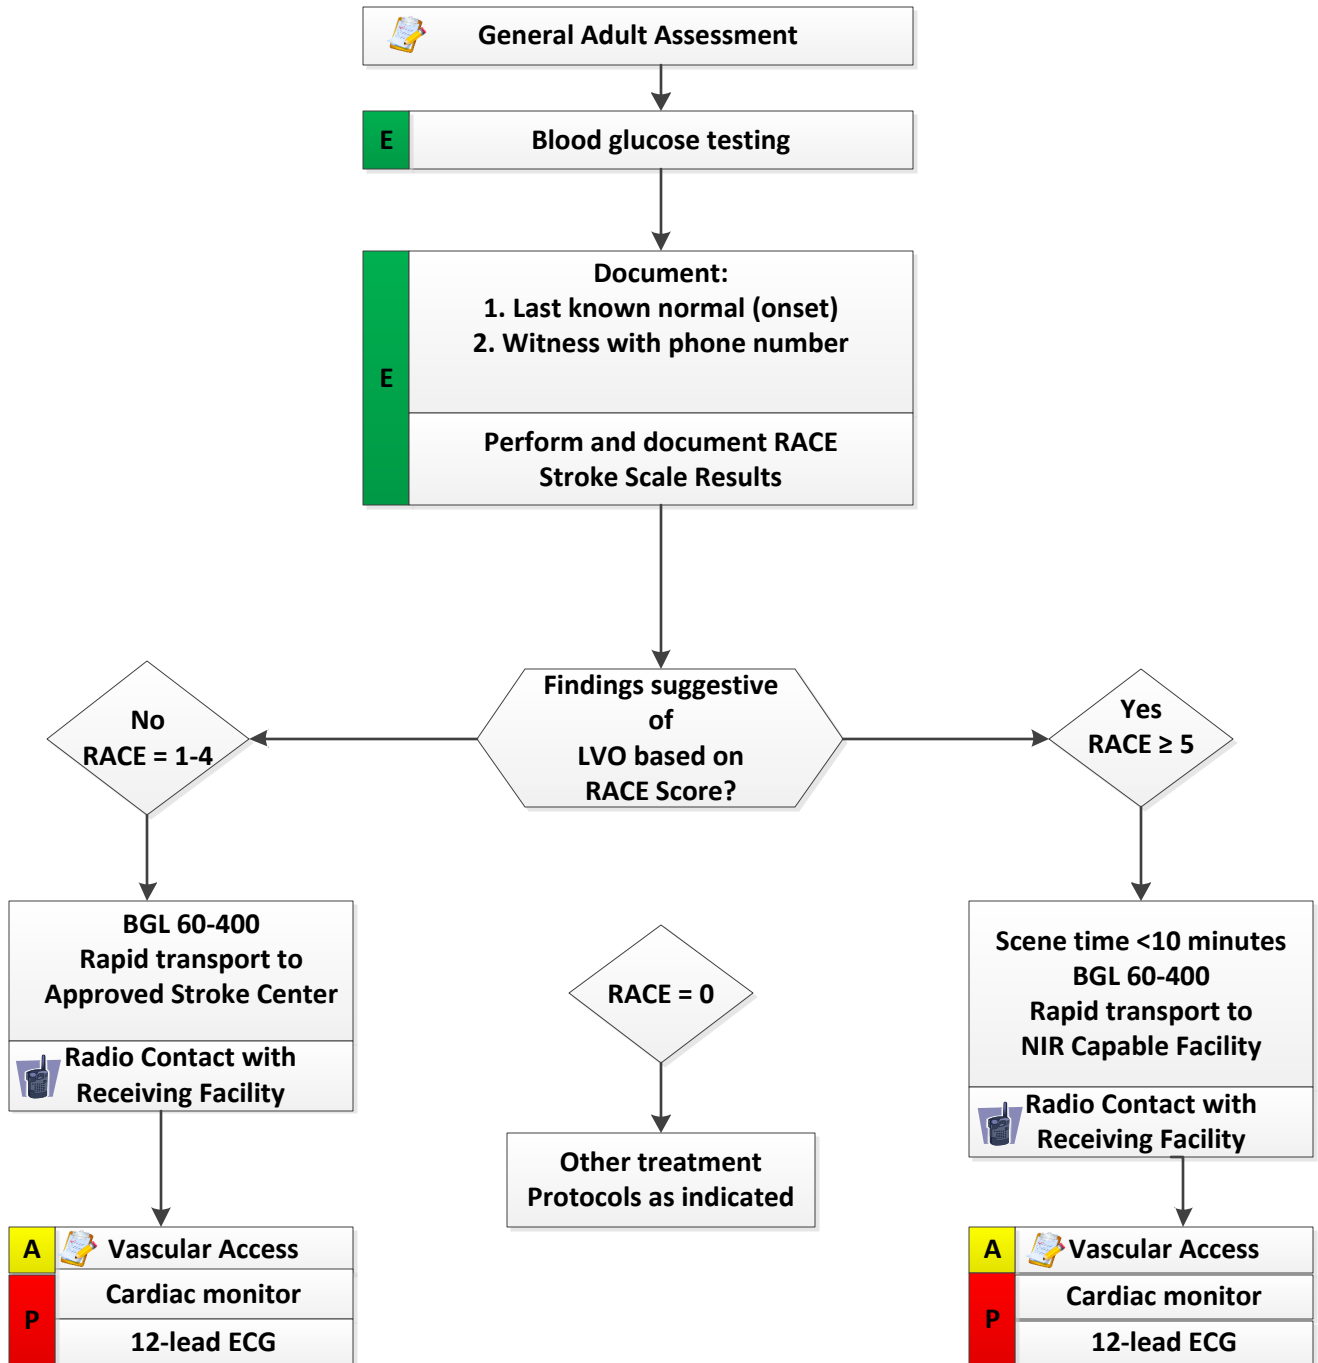 General Adult Assessment
E
Blood glucose testing
E
Document:
1. Last known normal (onset)
2. Witness with phone number
Perform and document RACE
Stroke Scale Results
Findings suggestive
of
LVO based on
RACE Score?
No
RACE = 1-4
Yes
RACE ≥ 5
BGL 60-400
Rapid transport to
Approved Stroke Center
Radio Contact with
Receiving Facility
A
Vascular Access
P
Cardiac monitor
12-lead ECG
RACE = 0
Other treatment
Protocols as indicated
Scene time <10 minutes
BGL 60-400
Rapid transport to
NIR Capable Facility
Radio Contact with
Receiving Facility
A
Vascular Access
P
Cardiac monitor
12-lead ECG